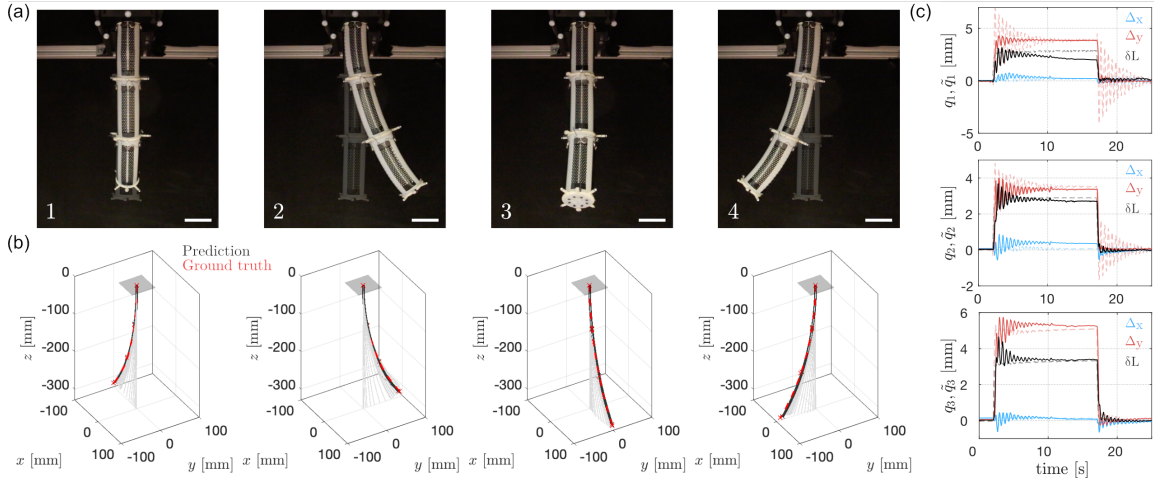 (a)
1
2
3
4
(b)
Prediction
Ground truth
0
-100
-200
-300
z [mm]
-100
0
100
x [mm]
-100
0
100
y [mm]
0
-100
-200
-300
z [mm]
-100
0
100
x [mm]
-100
0
100
y [mm]
0
-100
-200
-300
z [mm]
-100
0
100
x [mm]
-100
0
100
y [mm]
0
-100
-200
-300
z [mm]
-100
0
100
x [mm]
-100
0
100
y [mm]
(c)
q₁, q̃₁ [mm]
5
0
-5
Δx
Δy
δL
0 10 20
q₂, q̃₂ [mm]
6
4
2
0
-2
Δx
Δy
δL
0 10 20
q₃, q̃₃ [mm]
6
4
2
0
Δx
Δy
δL
0 10 20
time [s]